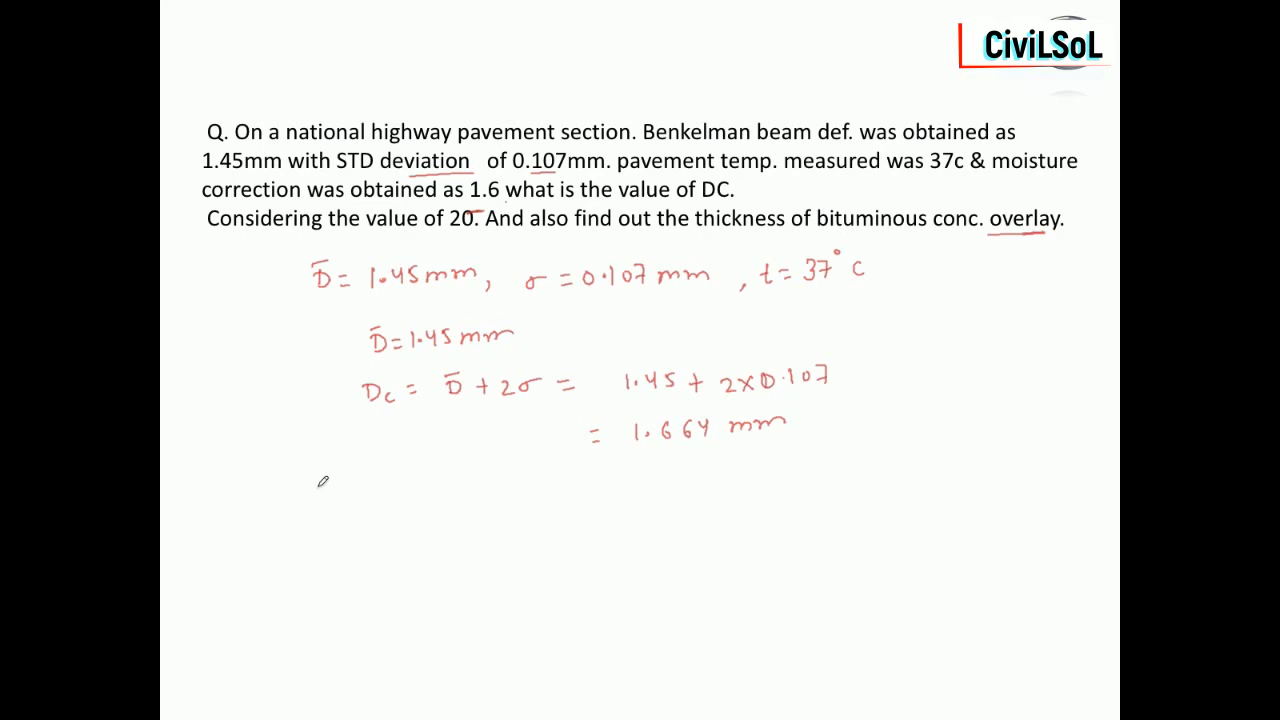 CiviLSoL
Q. On a national highway pavement section. Benkelman beam def. was obtained as
1.45mm with STD deviation of 0.107mm. pavement temp. measured was 37c & moisture
correction was obtained as 1.6 what is the value of DC.
Considering the value of 2σ. And also find out the thickness of bituminous conc. overlay.
D̄ = 1.45mm, σ = 0.107 mm, t = 37° c
D̄ = 1.45 mm
Dc = D̄ + 2σ = 1.45 + 2×0.107
= 1.664 mm